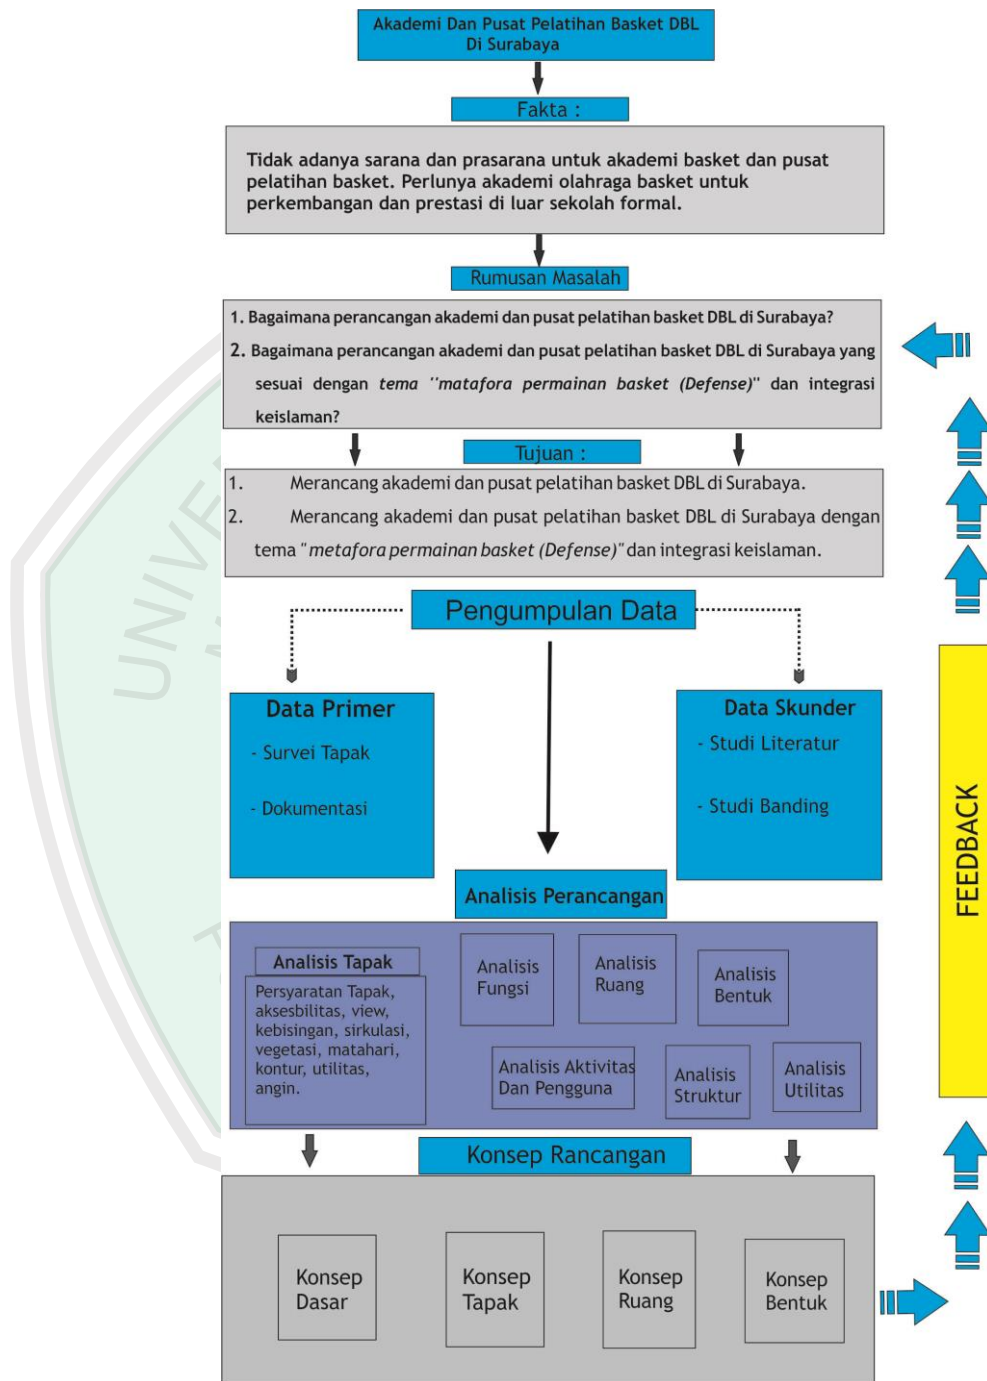 Akademi Dan Pusat Pelatihan Basket DBL
Di Surabaya
Fakta :
Tidak adanya sarana dan prasarana untuk akademi basket dan pusat
pelatihan basket. Perlunya akademi olahraga basket untuk
perkembangan dan prestasi di luar sekolah formal.
Rumusan Masalah
1. Bagaimana perancangan akademi dan pusat pelatihan basket DBL di Surabaya?
2. Bagaimana perancangan akademi dan pusat pelatihan basket DBL di Surabaya yang
sesuai dengan tema ''matafora permainan basket (Defense)" dan integrasi
keislaman?
Tujuan :
1. Merancang akademi dan pusat pelatihan basket DBL di Surabaya.
2. Merancang akademi dan pusat pelatihan basket DBL di Surabaya dengan
tema "metafora permainan basket (Defense)" dan integrasi keislaman.
Pengumpulan Data
Data Primer
- Survei Tapak
- Dokumentasi
Data Skunder
- Studi Literatur
- Studi Banding
FEEDBACK
Analisis Perancangan
Analisis Tapak
Persyaratan Tapak,
aksesbilitas, view,
kebisingan, sirkulasi,
vegetasi, matahari,
kontur, utilitas,
angin.
Analisis
Fungsi
Analisis
Ruang
Analisis
Bentuk
Analisis Aktivitas
Dan Pengguna
Analisis
Struktur
Analisis
Utilitas
Konsep Rancangan
Konsep
Dasar
Konsep
Tapak
Konsep
Ruang
Konsep
Bentuk